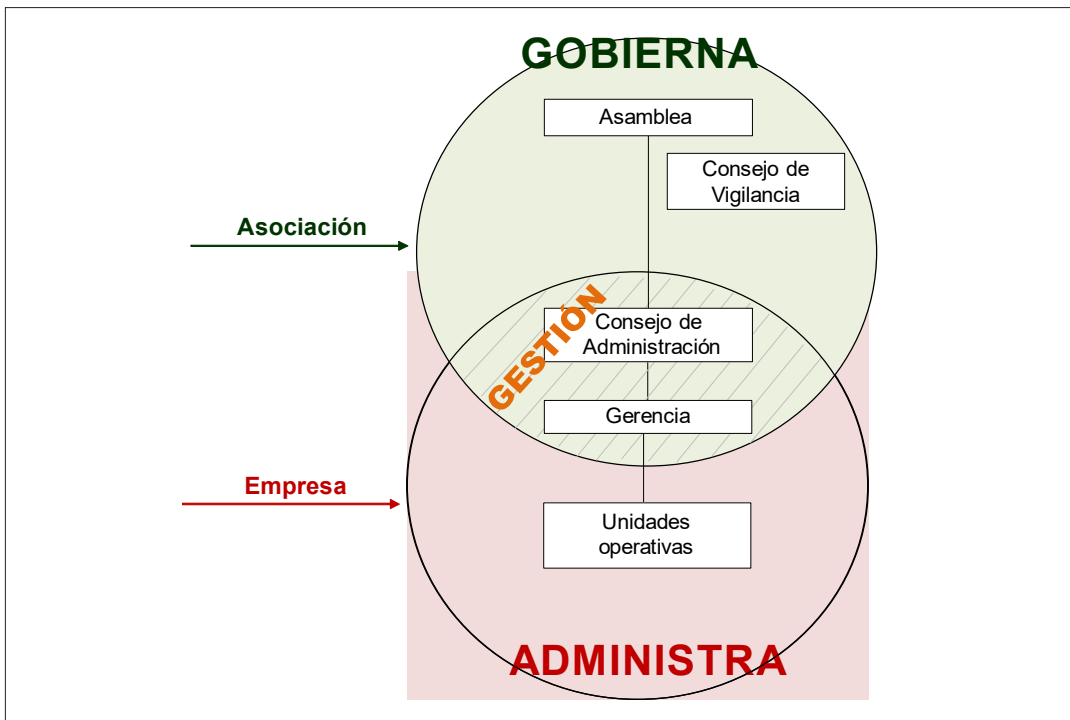 GOBIERNA
Asamblea
Consejo de
Vigilancia
Asociación
GESTIÓN
Consejo de
Administración
Gerencia
Empresa
Unidades
operativas
ADMINISTRA